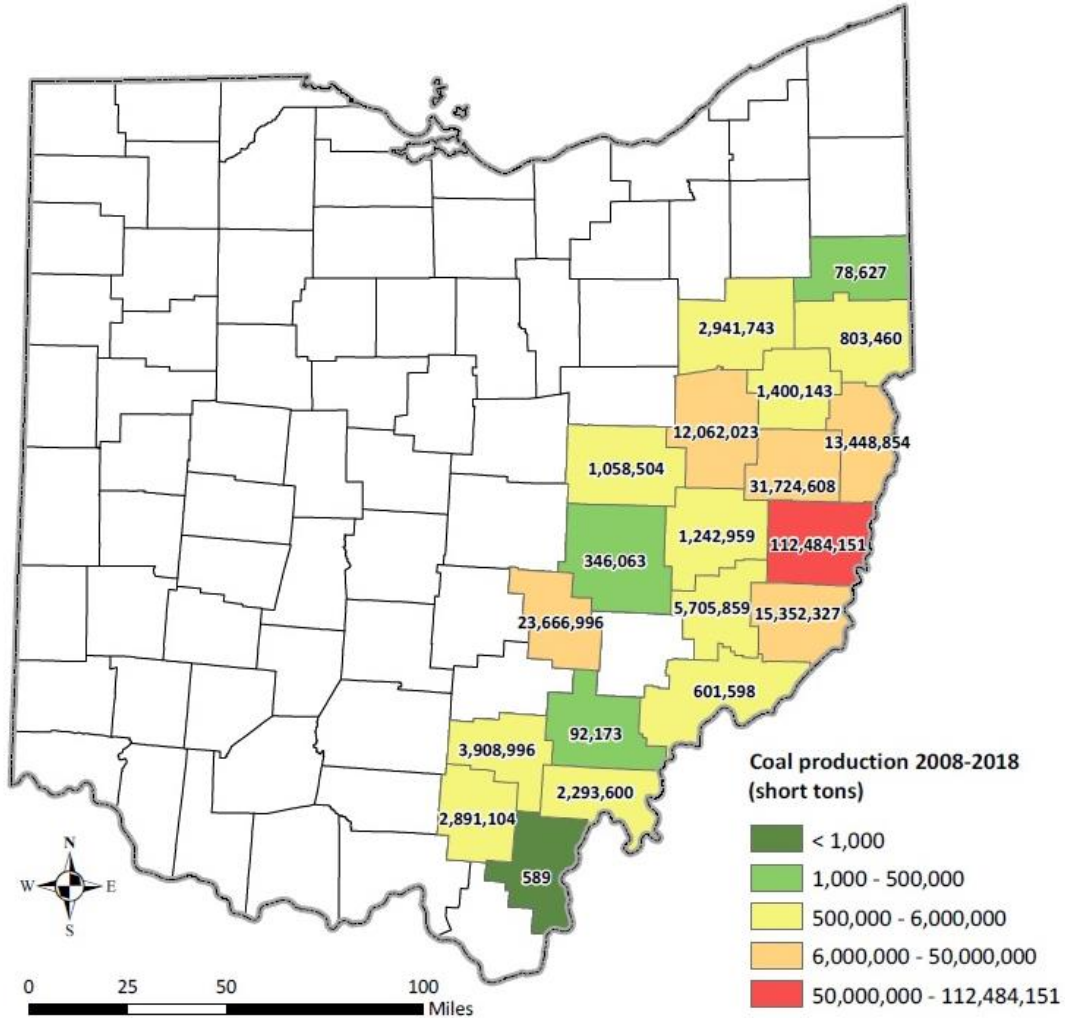 78,627
2,941,743
803,460
1,400,143
12,062,023
13,448,854
1,058,504
31,724,608
1,242,959
112,484,151
346,063
5,705,859
15,352,327
23,666,996
601,598
92,173
3,908,996
2,293,600
2,891,104
589
Coal production 2008-2018
(short tons)
< 1,000
1,000 - 500,000
500,000 - 6,000,000
6,000,000 - 50,000,000
50,000,000 - 112,484,151
N
W E
S
0 25 50 100
Miles